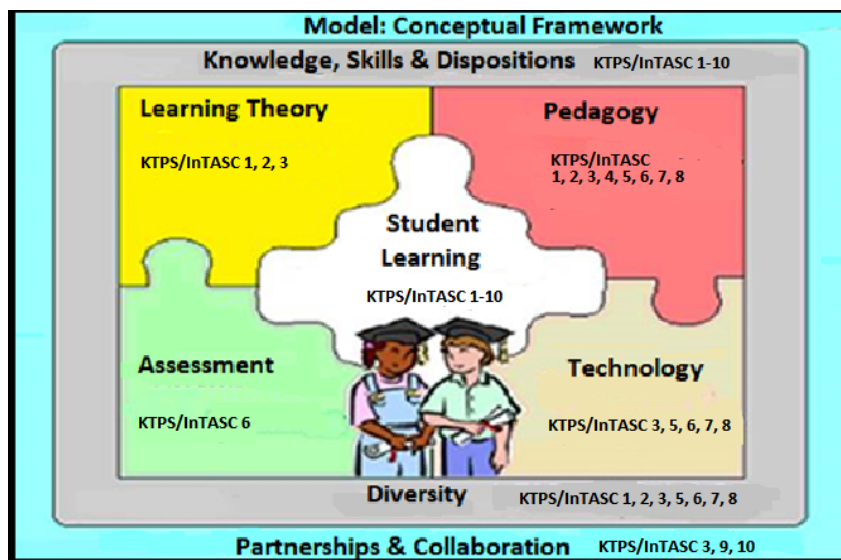 Model: Conceptual Framework
Knowledge, Skills & Dispositions KTPS/InTASC 1-10
Learning Theory
KTPS/InTASC 1, 2, 3
Pedagogy
KTPS/InTASC
1, 2, 3, 4, 5, 6, 7, 8
Student
Learning
KTPS/InTASC 1-10
Assessment
KTPS/InTASC 6
Technology
KTPS/InTASC 3, 5, 6, 7, 8
Diversity KTPS/InTASC 1, 2, 3, 5, 6, 7, 8
Partnerships & Collaboration KTPS/InTASC 3, 9, 10